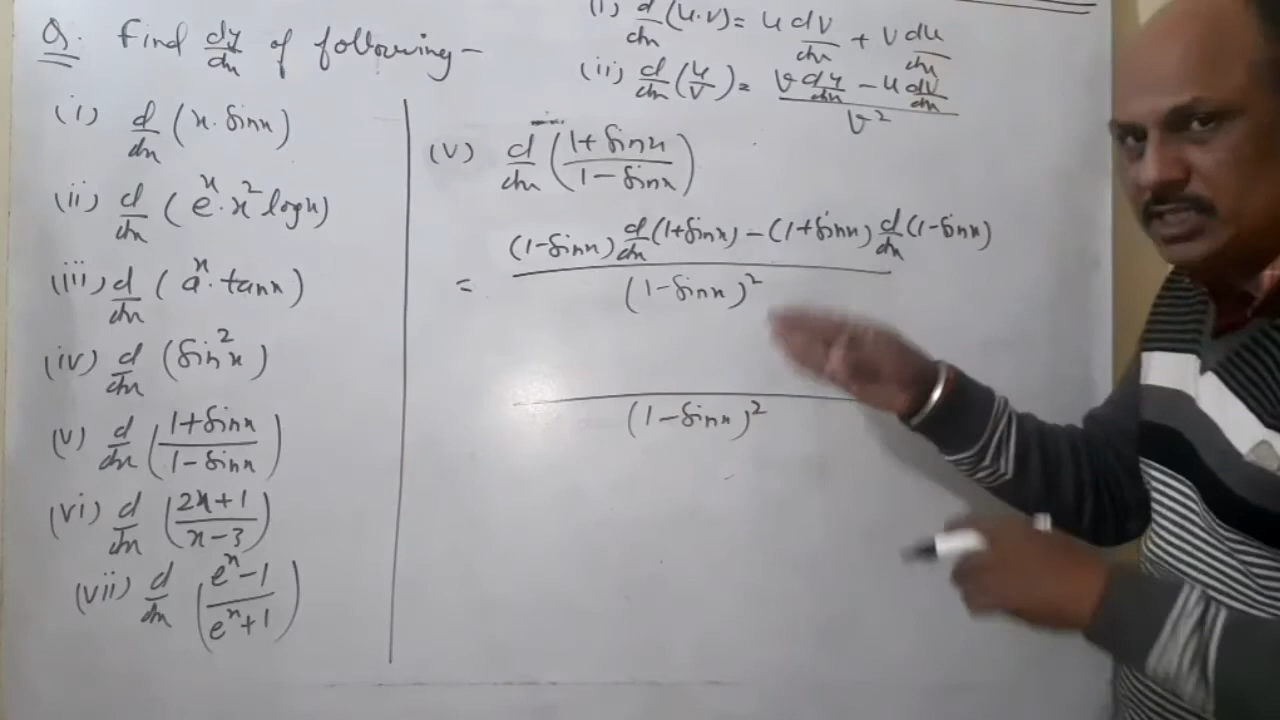 Q. Find dy/dx of following -
(i) d/dx (x. Sinx)
(ii) d/dx (e^x. x^2 logx)
(iii) d/dx (a^x. tanx)
(iv) d/dx (Sin^2 x)
(v) d/dx (1+Sinx / 1-Sinx)
(vi) d/dx (2x+1 / x-3)
(vii) d/dx (e^x-1 / e^x+1)
(i) d/dx (u.v) = u dv/dx + v du/dx
(ii) d/dx (u/v) = v du/dx - u dv/dx / v^2
(v) d/dx (1+Sinx / 1-Sinx)
= (1-Sinx) d/dx (1+Sinx) - (1+Sinx) d/dx (1-Sinx) / (1-Sinx)^2
(1-Sinx)^2